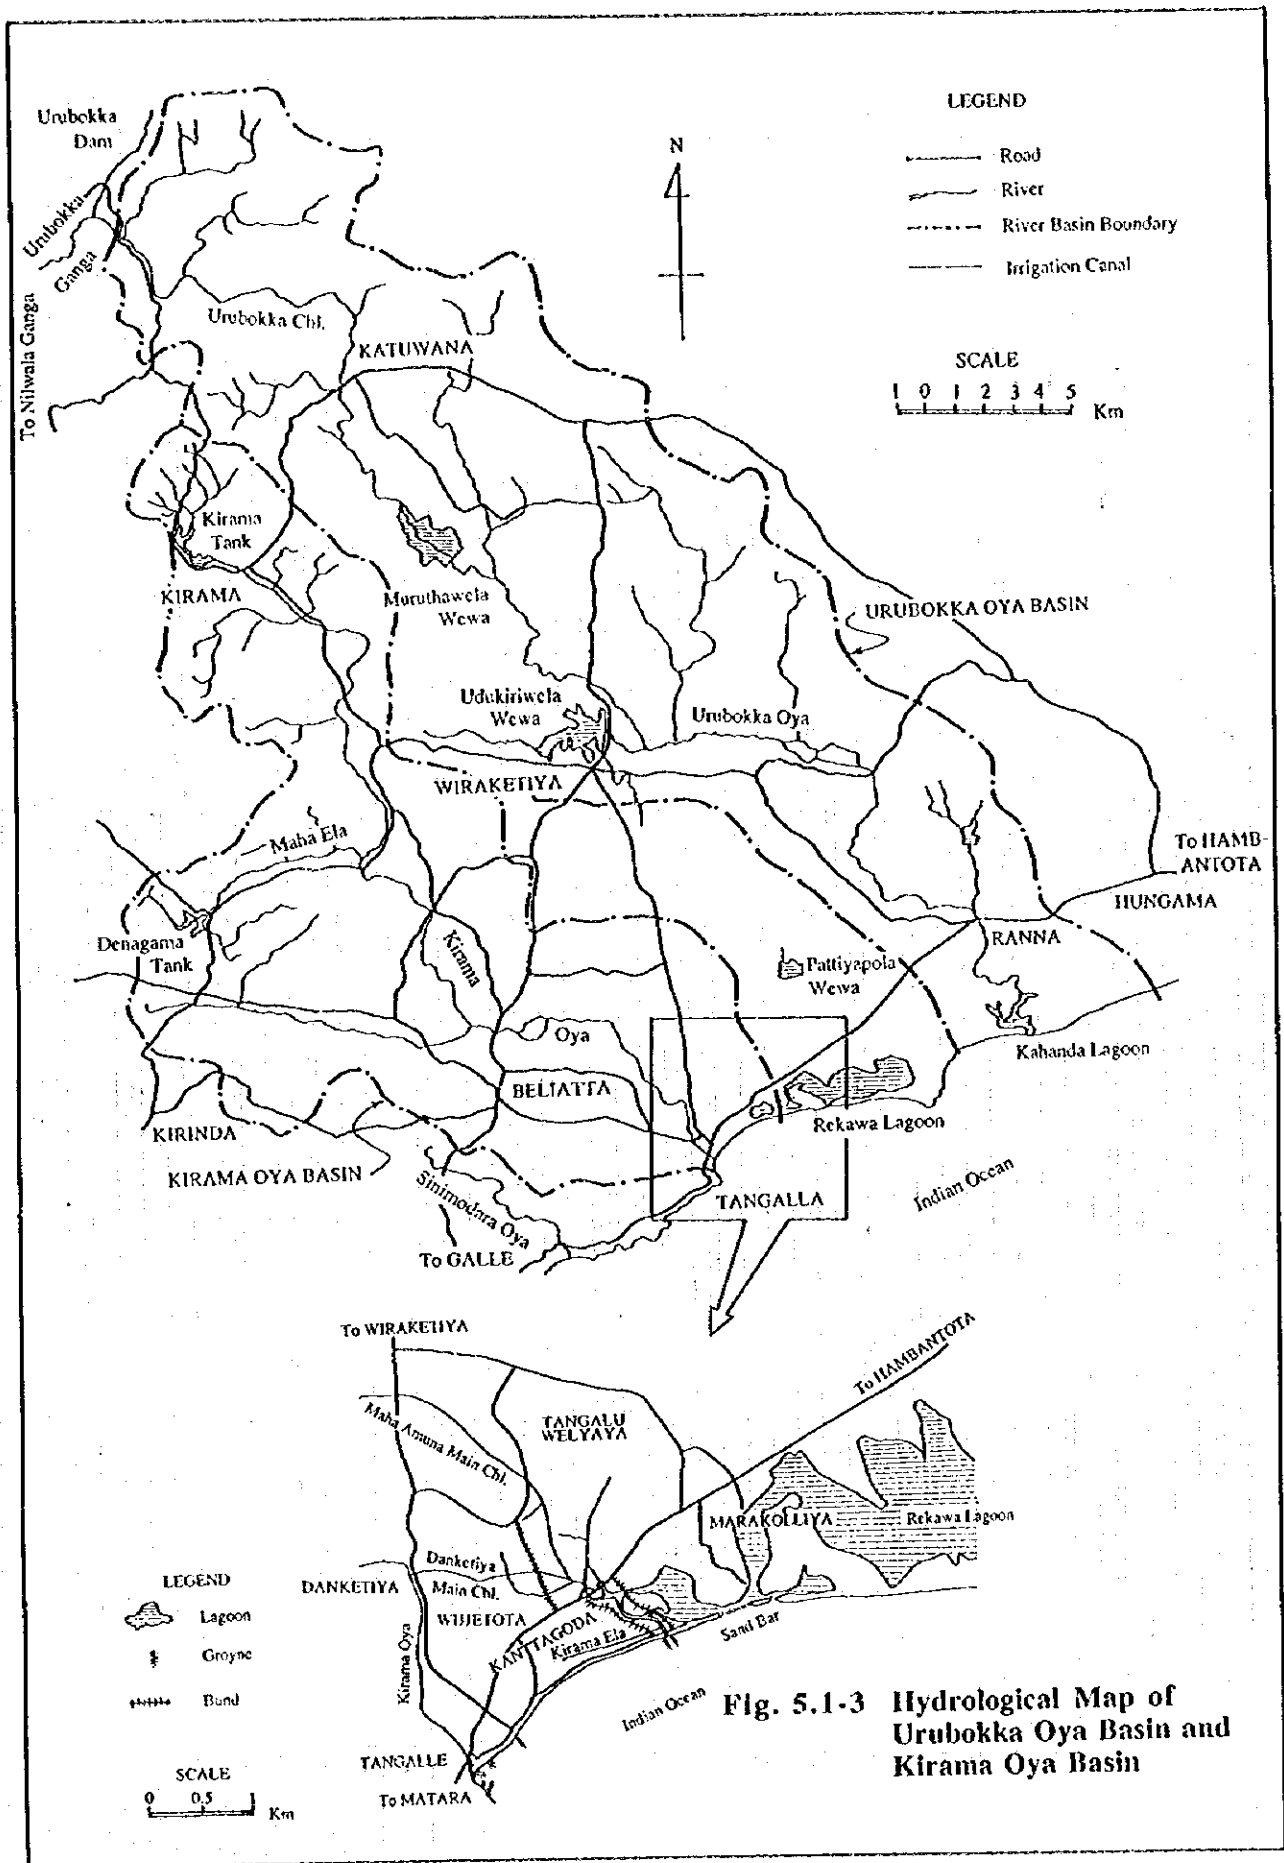 Urubokka
Dam
LEGEND
Road
River
River Basin Boundary
Irrigation Canal
N
Urubokka
Ganga
To Nilwala Ganga
Urubokka Chl.
KATUWANA
SCALE
1 0 1 2 3 4 5
Km
Kirama
Tank
KIRAMA
Muruthawela
Wewa
URUBOKKA OYA BASIN
Udukiriwela
Wewa
Urubokka Oya
WIRAKETIYA
Maha Ela
To HAMB-
ANTOTA
HUNGAMA
Denagama
Tank
Kirama
RANNA
Pattiyapola
Wewa
Oya
Kahanda Lagoon
BELIATTA
KIRINDA
Rekawa Lagoon
KIRAMA OYA BASIN
Sinimodara Oya
TANGALLA
Indian Ocean
To GALLE
To WIRAKETIYA
To HAMBANTOTA
Maha Amuna Main Chl.
TANGALU
WELYAYA
MARAKOLLIYA
Rekawa Lagoon
LEGEND
Lagoon
Groyne
Bund
DANKETIYA
Danketiya
Main Chl.
WIJETOTA
KANTTAGODA
Kirama Ela
Sand Bar
Kirama Oya
Indian Ocean
Fig. 5.1-3 Hydrological Map of
Urubokka Oya Basin and
Kirama Oya Basin
TANGALLE
To MATARA
SCALE
0 0.5 1
Km